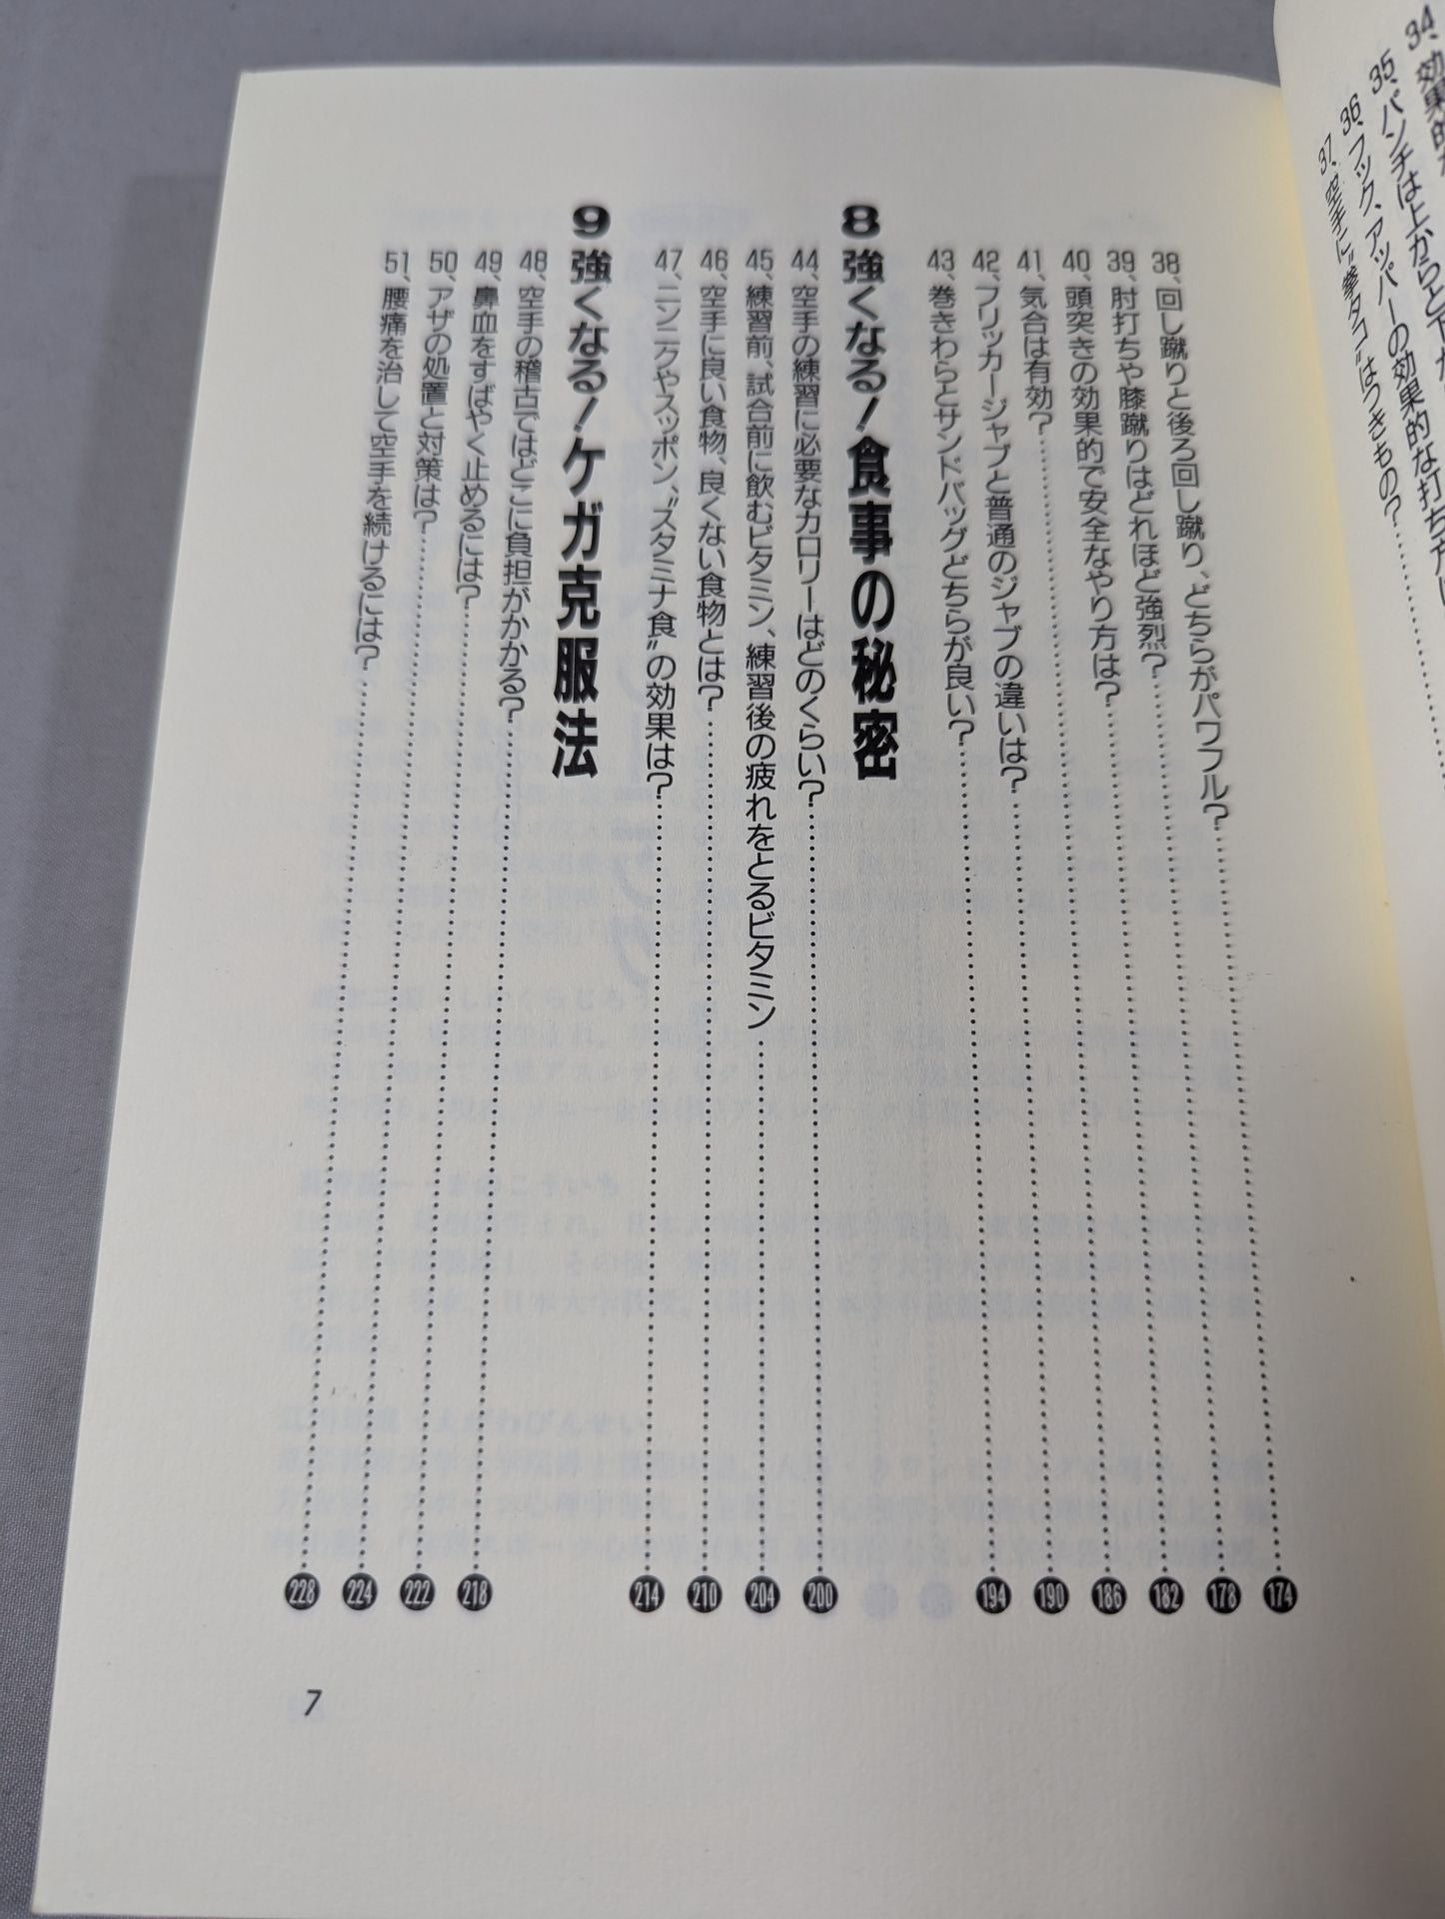 34、効果的な
35、パンチは上からと下か
36、フック、アッパーの効果的な打ち方は
37、空手に“拳タコ”はつきもの？
38、回し蹴りと後ろ回し蹴り、どちらがパワフル？ 174
39、肘打ちや膝蹴りはどれほど強烈？ 178
40、頭突きの効果的で安全なやり方は？ 182
41、気合は有効？ 186
42、フリッカージャブと普通のジャブの違いは？ 190
43、巻きわらとサンドバッグどちらが良い？ 194
8 強くなる！食事の秘密
44、空手の練習に必要なカロリーはどのくらい？ 200
45、練習前、試合前に飲むビタミン、練習後の疲れをとるビタミン 204
46、空手に良い食物、良くない食物とは？ 210
47、ニンニクやスッポン、“スタミナ食”の効果は？ 214
9 強くなる！ケガ克服法
48、空手の稽古ではどこに負担がかかる？ 218
49、鼻血をすばやく止めるには？ 222
50、アザの処置と対策は？ 224
51、腰痛を治して空手を続けるには？ 228
7